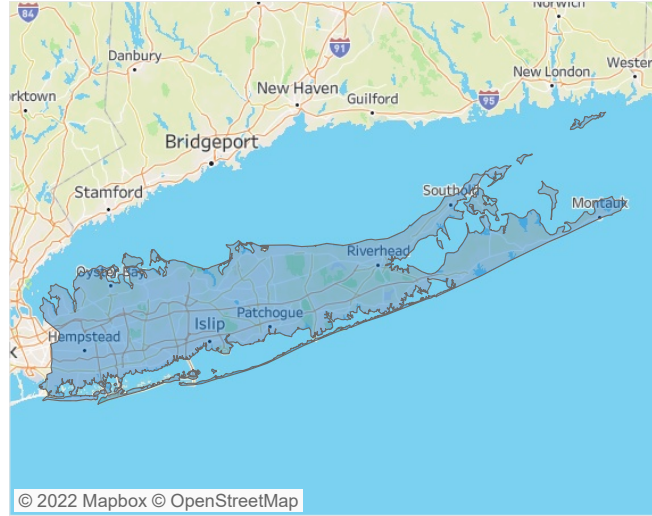 84
Norwich
Danbury
91
Wester
New London
rktown
New Haven
Guilford
95
Bridgeport
Stamford
Southold
Montauk
Riverhead
Oyster Bay
Patchogue
Islip
Hempstead
K
© 2022 Mapbox © OpenStreetMap